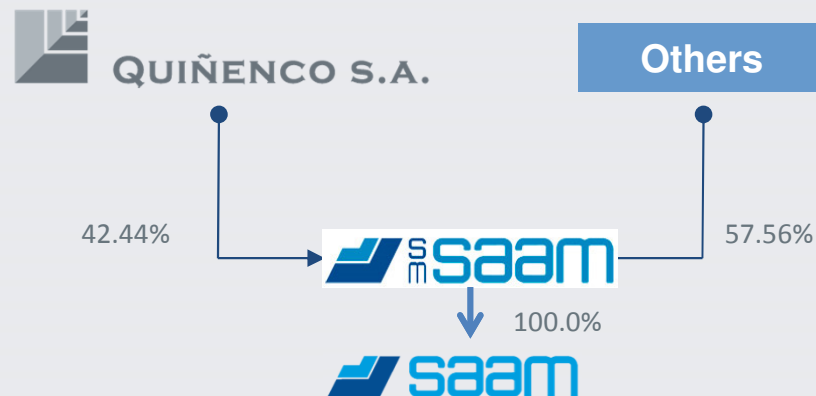 QUIÑENCO S.A.
Others
42.44%
57.56%
sm saam
100.0%
saam